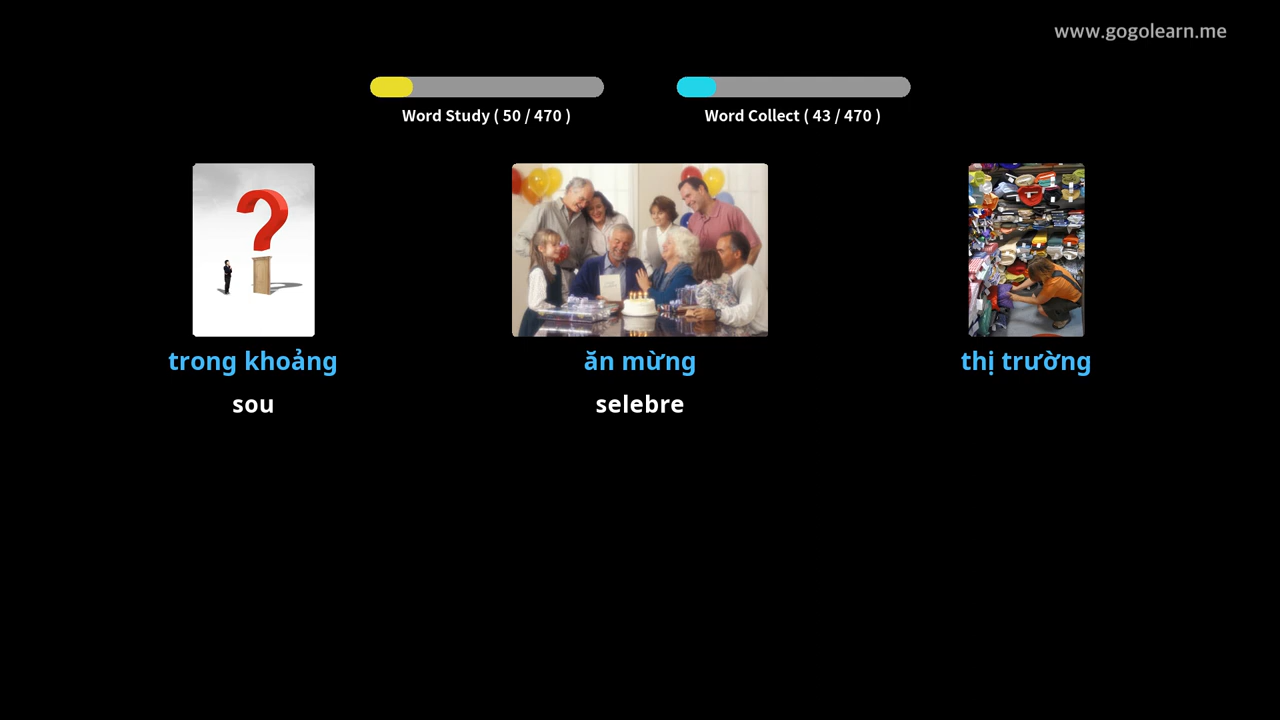 www.gogolearn.me
Word Study ( 50 / 470 )
Word Collect ( 43 / 470 )
trong khoảng
ăn mừng
thị trường
sou
selebre